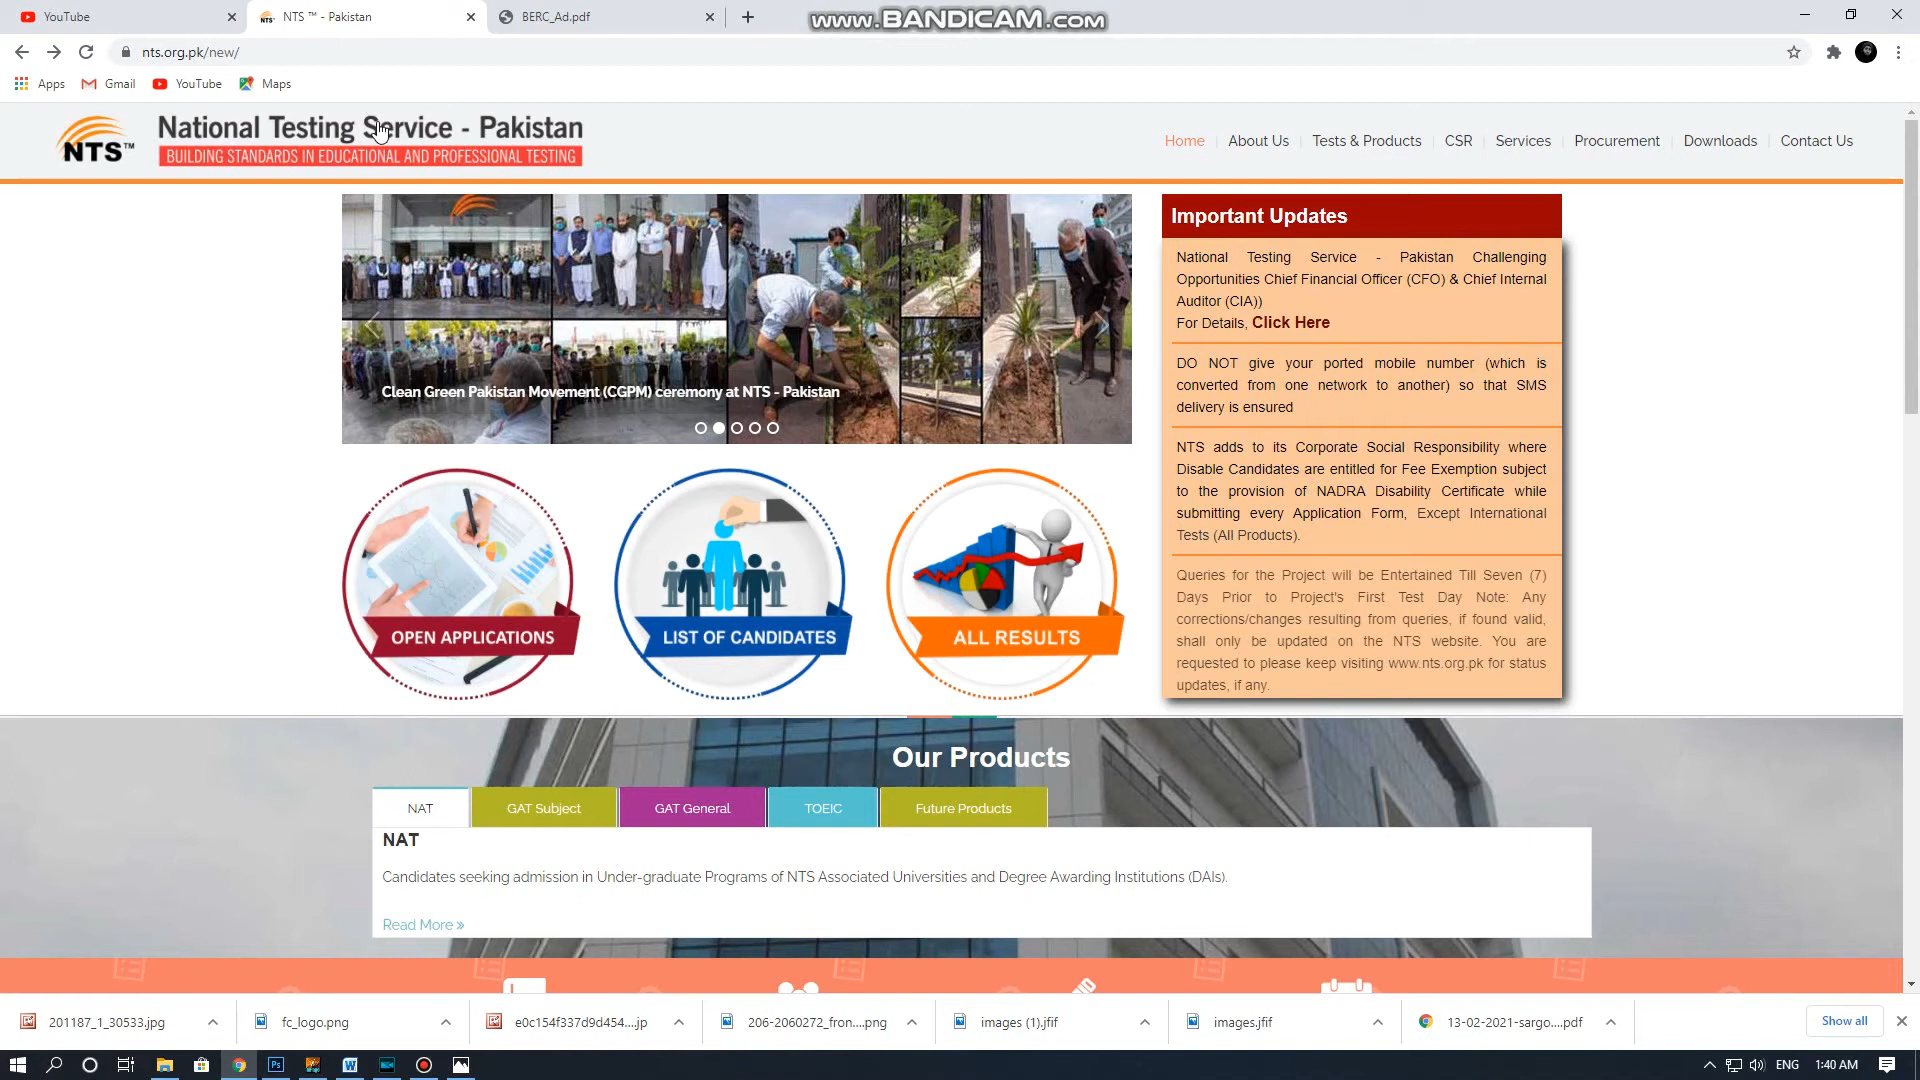 YouTube
NTS ™ - Pakistan
BERC_Ad.pdf
www.BANDICAM.com
nts.org.pk/new/
Apps
Gmail
YouTube
Maps
NTS™
National Testing Service - Pakistan
BUILDING STANDARDS IN EDUCATIONAL AND PROFESSIONAL TESTING
Home
About Us
Tests & Products
CSR
Services
Procurement
Downloads
Contact Us
Clean Green Pakistan Movement (CGPM) ceremony at NTS - Pakistan
OPEN APPLICATIONS
LIST OF CANDIDATES
ALL RESULTS
Important Updates
National Testing Service - Pakistan Challenging
Opportunities Chief Financial Officer (CFO) & Chief Internal
Auditor (CIA))
For Details, Click Here
DO NOT give your ported mobile number (which is
converted from one network to another) so that SMS
delivery is ensured
NTS adds to its Corporate Social Responsibility where
Disable Candidates are entitled for Fee Exemption subject
to the provision of NADRA Disability Certificate while
submitting every Application Form, Except International
Tests (All Products).
Queries for the Project will be Entertained Till Seven (7)
Days Prior to Project's First Test Day Note: Any
corrections/changes resulting from queries, if found valid,
shall only be updated on the NTS website. You are
requested to please keep visiting www.nts.org.pk for status
updates, if any.
Our Products
NAT
GAT Subject
GAT General
TOEIC
Future Products
NAT
Candidates seeking admission in Under-graduate Programs of NTS Associated Universities and Degree Awarding Institutions (DAIs).
Read More »
201187_1_30533.jpg
fc_logo.png
e0c154f337d9d454....jp
206-2060272_fron....png
images (1).jfif
images.jfif
13-02-2021-sargo....pdf
Show all
Ps
W
ENG
1:40 AM